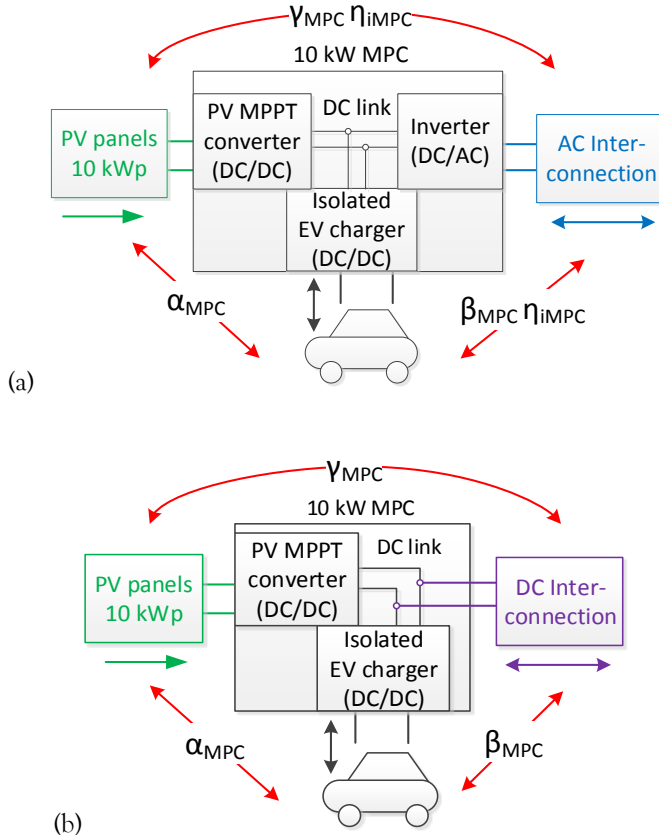 γMPC ηiMPC
10 kW MPC
PV panels
10 kWp
PV MPPT
converter
(DC/DC)
DC link
Inverter
(DC/AC)
AC Inter-
connection
Isolated
EV charger
(DC/DC)
αMPC
βMPC ηiMPC
(a)
γMPC
10 kW MPC
PV panels
10 kWp
PV MPPT
converter
(DC/DC)
DC link
DC Inter-
connection
Isolated
EV charger
(DC/DC)
αMPC
βMPC
(b)